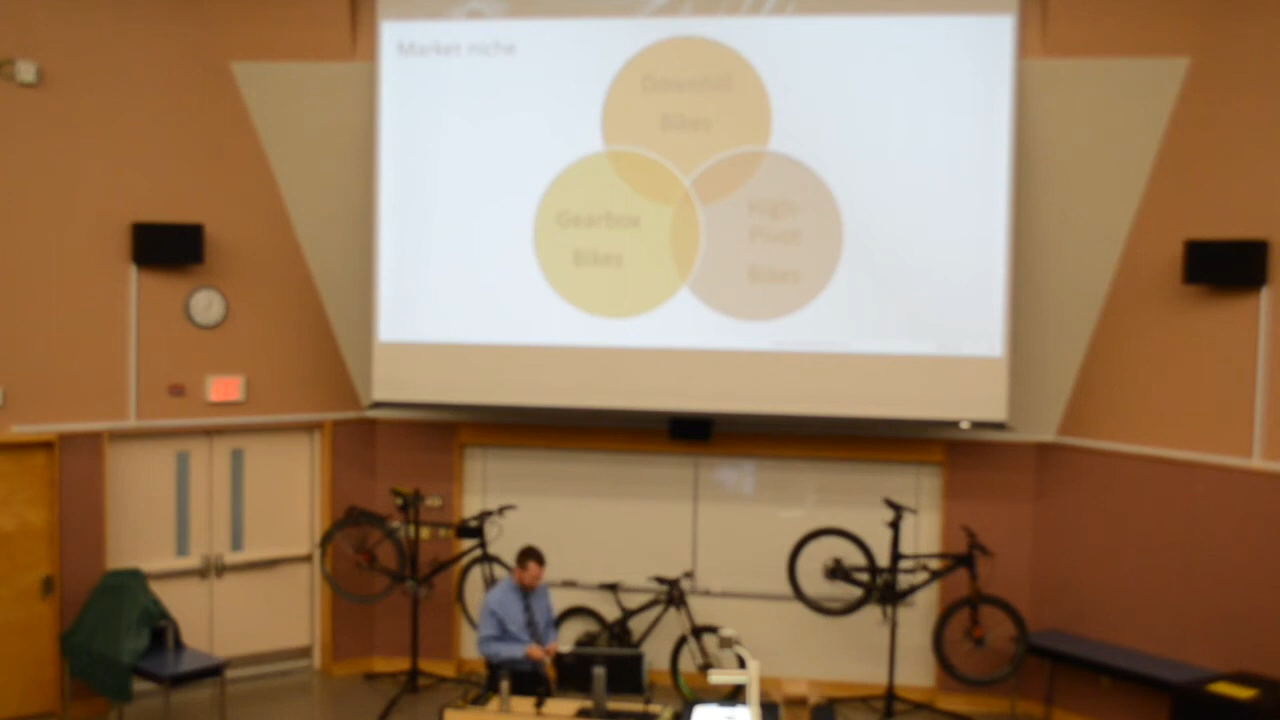 Market niche
Downhill
Bikes
Gearbox
Bikes
High-
Pivot
Bikes